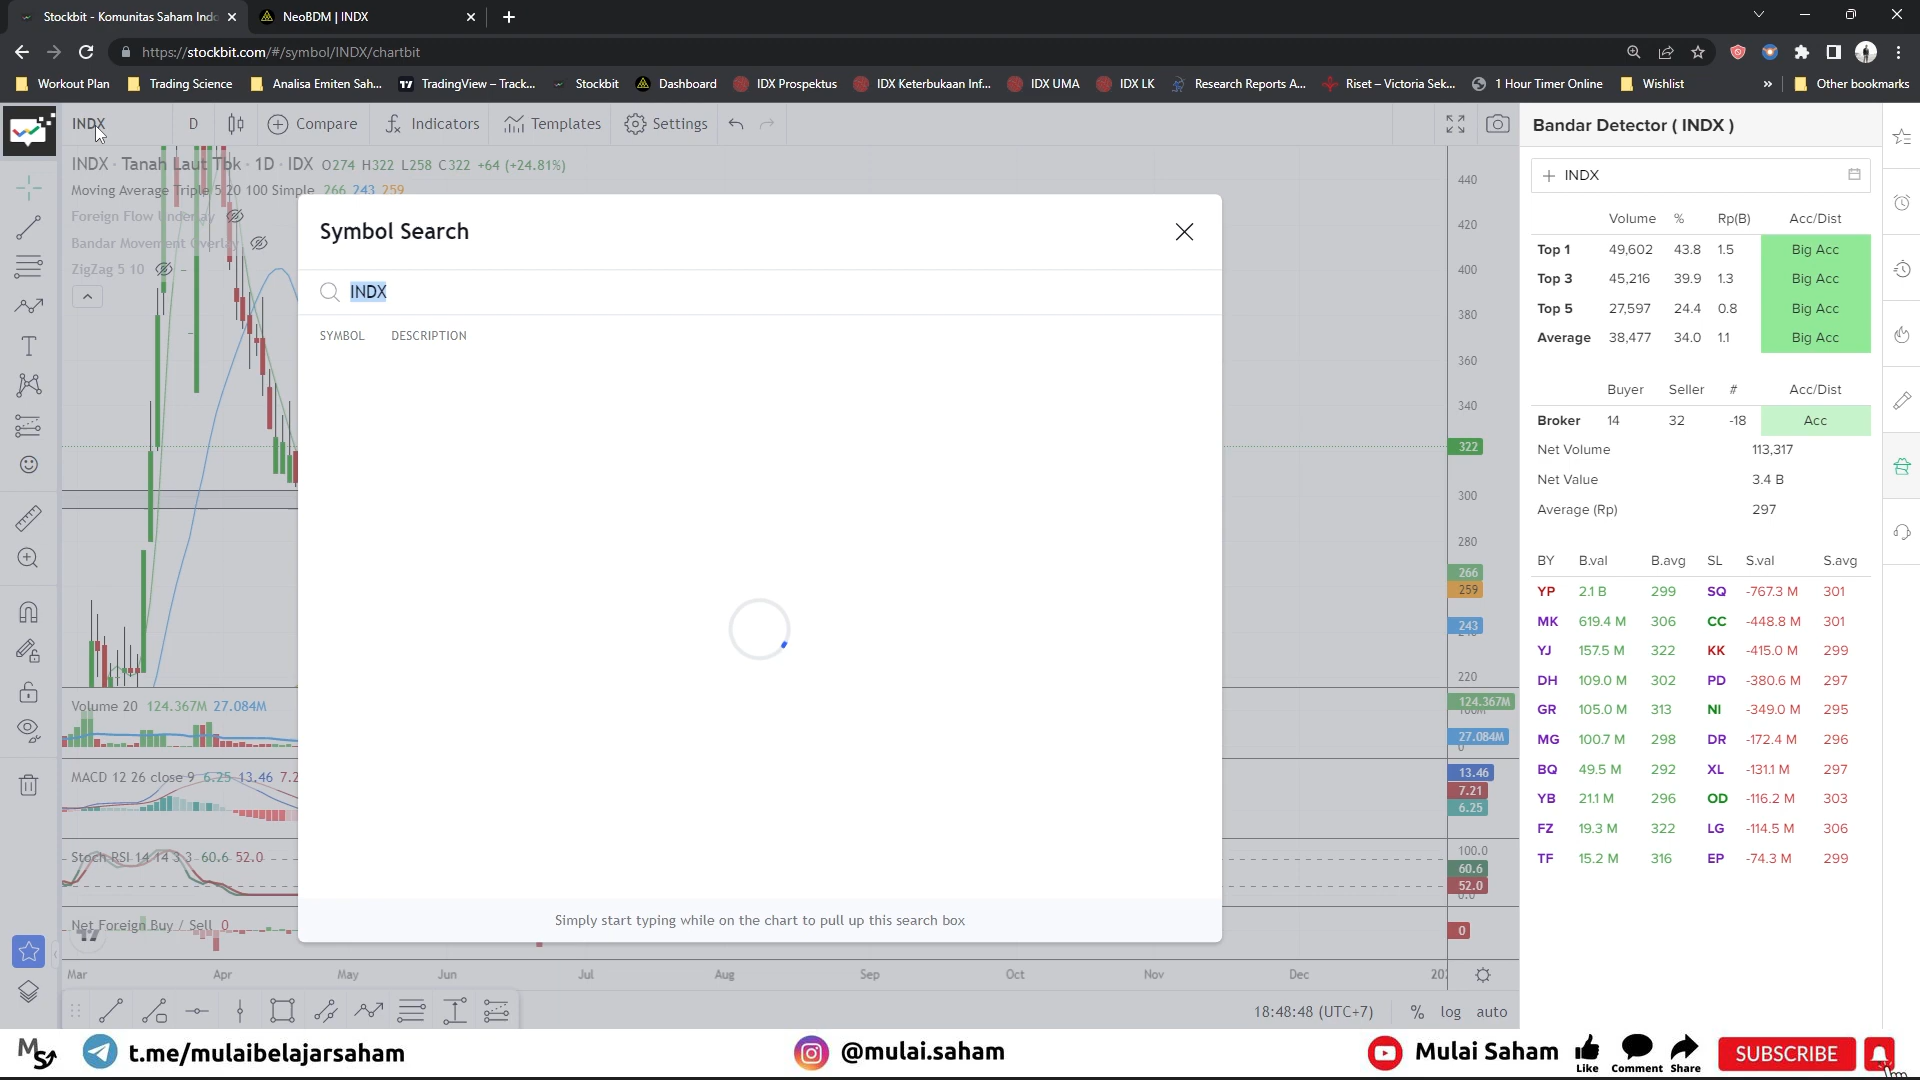 Stockbit - Komunitas Saham Indo
NeoBDM | INDX
https://stockbit.com/#/symbol/INDX/chartbit
Workout Plan
Trading Science
Analisa Emiten Sah...
TradingView – Track...
Stockbit
Dashboard
IDX Prospektus
IDX Keterbukaan Inf...
IDX UMA
IDX LK
Research Reports A...
Riset – Victoria Sek...
1 Hour Timer Online
Wishlist
Other bookmarks
INDX
D
Compare
Indicators
Templates
Settings
INDX · Tanah Laut Tbk · 1D · IDX O274 H322 L258 C322 +64 (+24.81%)
Moving Average Triple 5 20 100 Simple 266 243 259
Foreign Flow Underlay
Bandar Movement Overlay
ZigZag 5 10
Symbol Search
INDX
SYMBOL DESCRIPTION
Simply start typing while on the chart to pull up this search box
440
420
400
380
360
340
322
300
280
266
259
243
220
Volume 20 124.367M 27.084M
124.367M
27.084M
0
MACD 12 26 close 9 6.25 13.46 7.2
13.46
7.21
6.25
Stoch RSI 14 14 3 3 60.6 52.0
100.0
60.6
52.0
0.0
Net Foreign Buy / Sell 0
0
Mar Apr May Jun Jul Aug Sep Oct Nov Dec 20
18:48:48 (UTC+7) % log auto
Bandar Detector ( INDX )
INDX
Volume % Rp(B) Acc/Dist
Top 1 49,602 43.8 1.5 Big Acc
Top 3 45,216 39.9 1.3 Big Acc
Top 5 27,597 24.4 0.8 Big Acc
Average 38,477 34.0 1.1 Big Acc
Buyer Seller # Acc/Dist
Broker 14 32 -18 Acc
Net Volume 113,317
Net Value 3.4 B
Average (Rp) 297
BY B.val B.avg SL S.val S.avg
YP 2.1 B 299 SQ -767.3 M 301
MK 619.4 M 306 CC -448.8 M 301
YJ 157.5 M 322 KK -415.0 M 299
DH 109.0 M 302 PD -380.6 M 297
GR 105.0 M 313 NI -349.0 M 295
MG 100.7 M 298 DR -172.4 M 296
BQ 49.5 M 292 XL -131.1 M 297
YB 21.1 M 296 OD -116.2 M 303
FZ 19.3 M 322 LG -114.5 M 306
TF 15.2 M 316 EP -74.3 M 299
t.me/mulaibelajarsaham
@mulai.saham
Mulai Saham
Like
Comment
Share
SUBSCRIBE